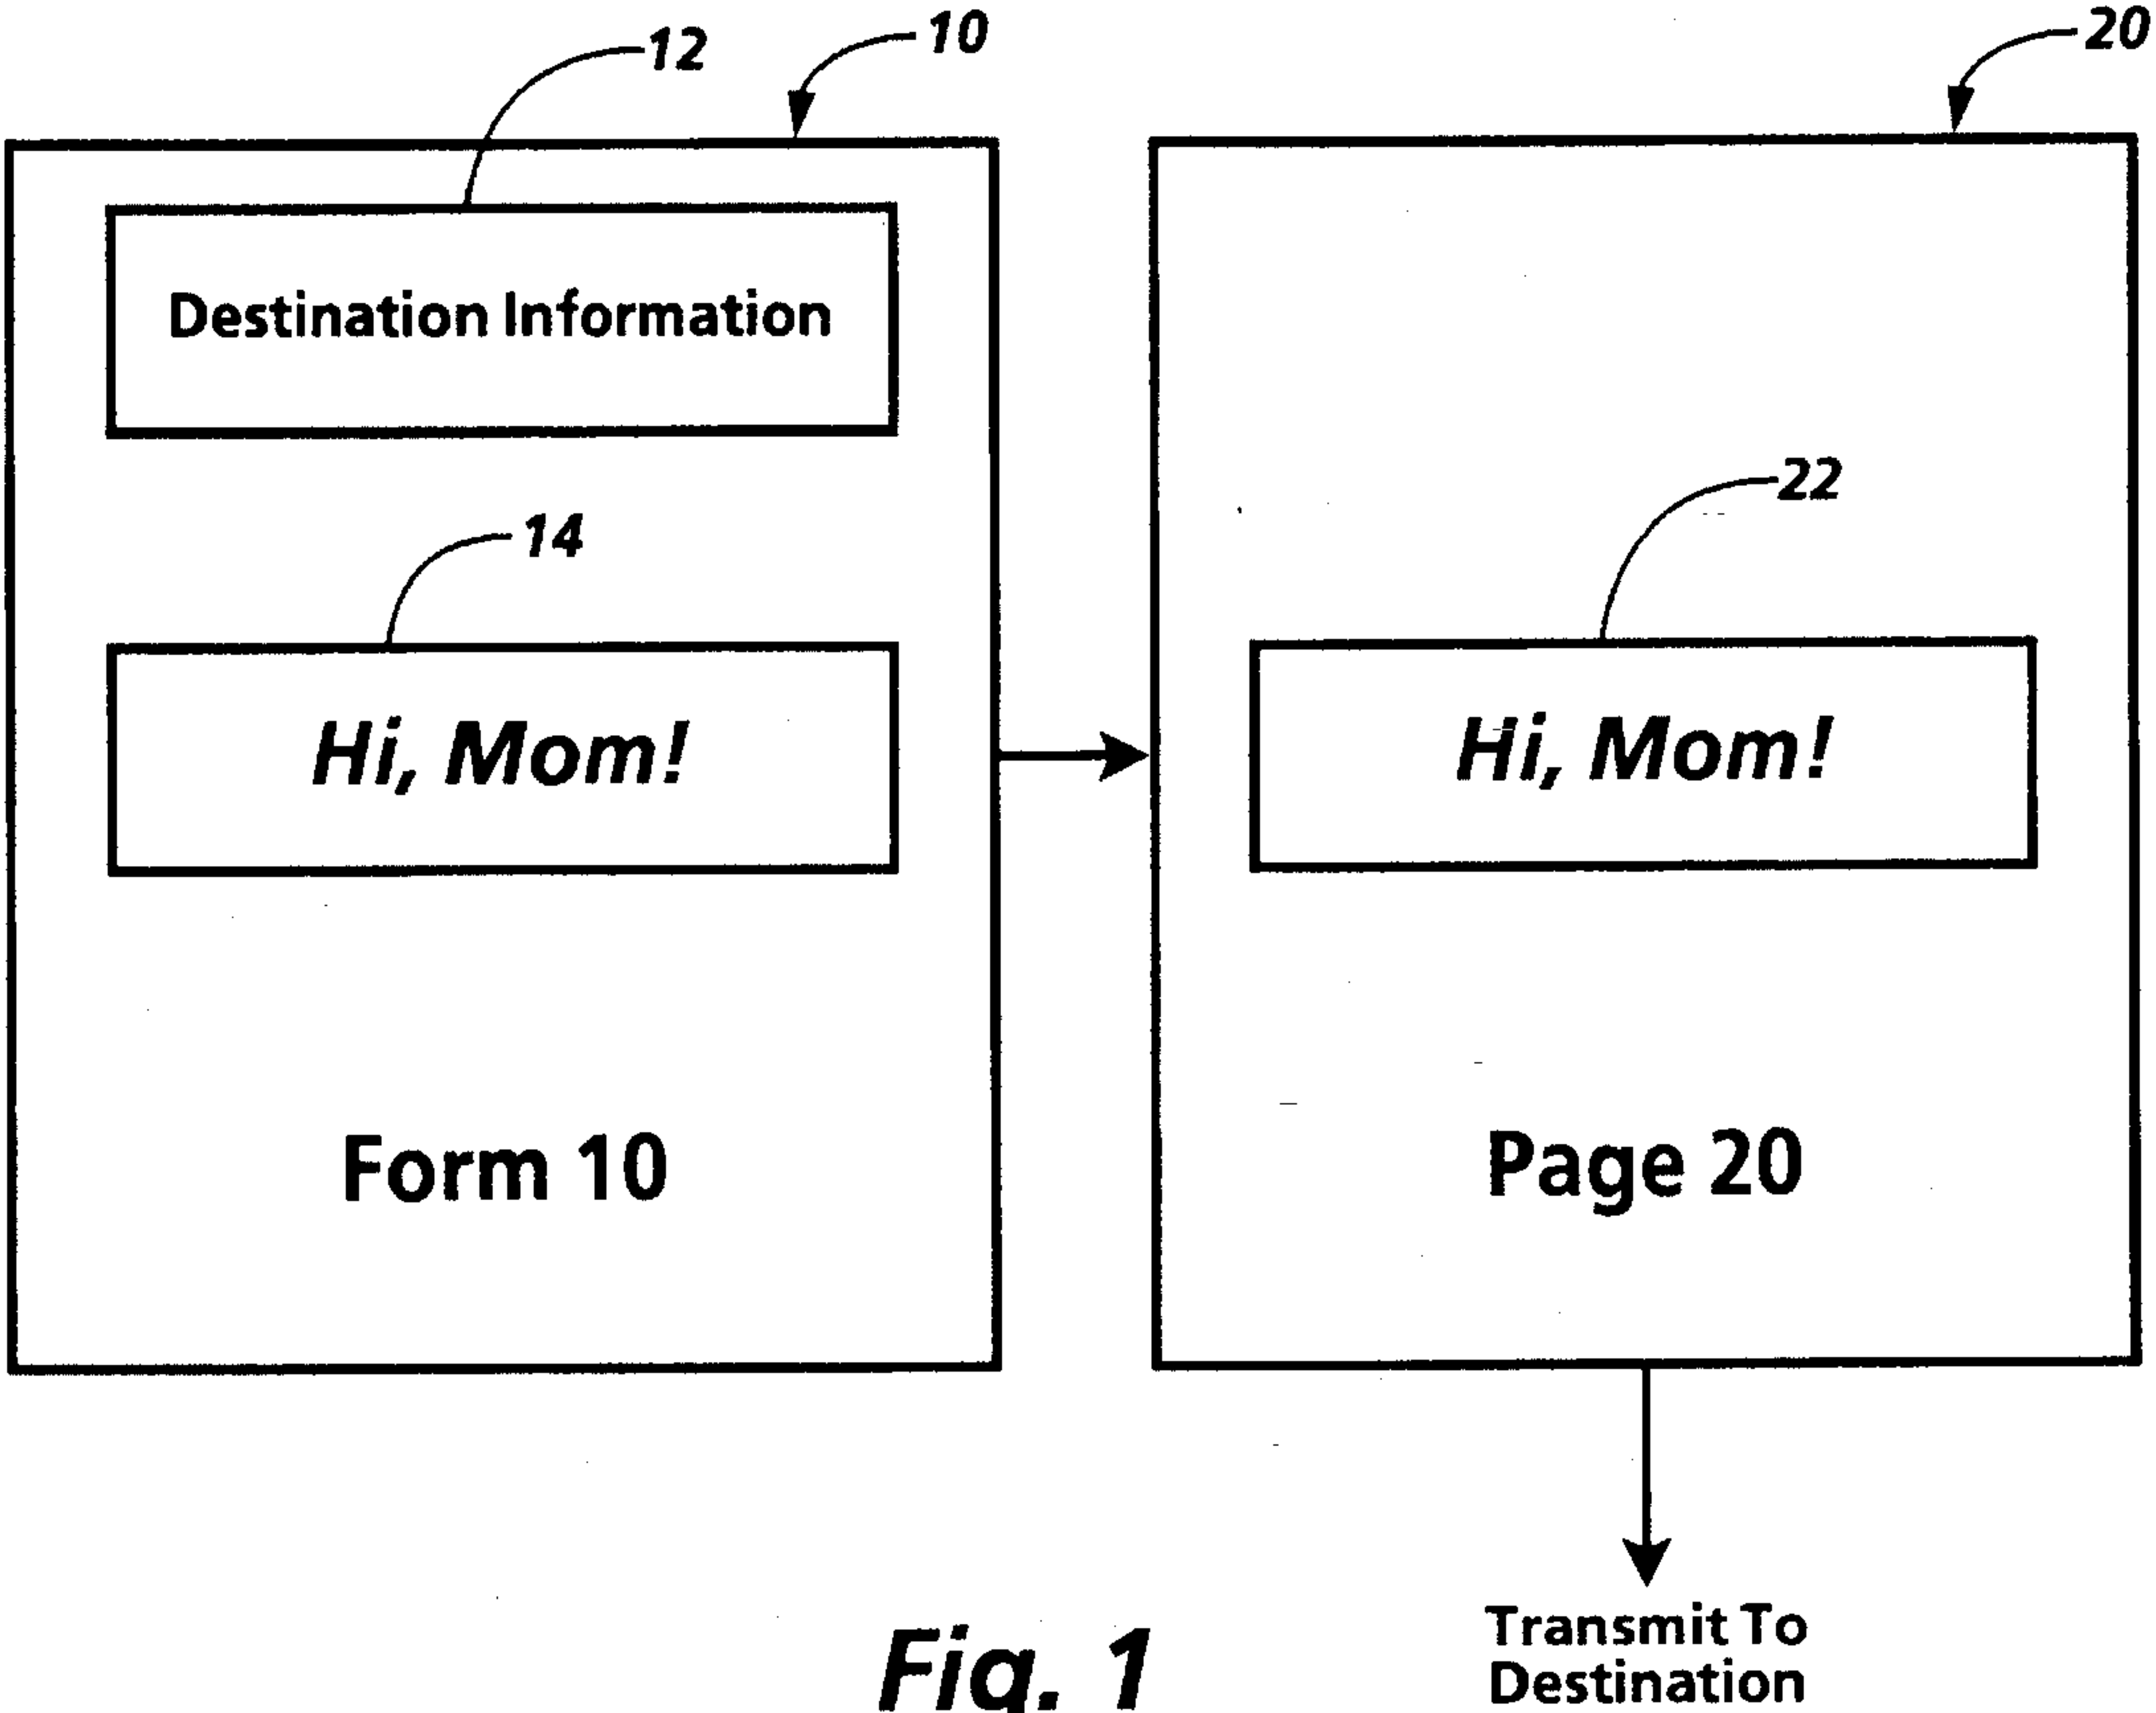 12
10
20
Destination Information
14
22
Hi, Mom!
Hi, Mom!
Form 10
Page 20
Transmit To
Destination
Fig. 1